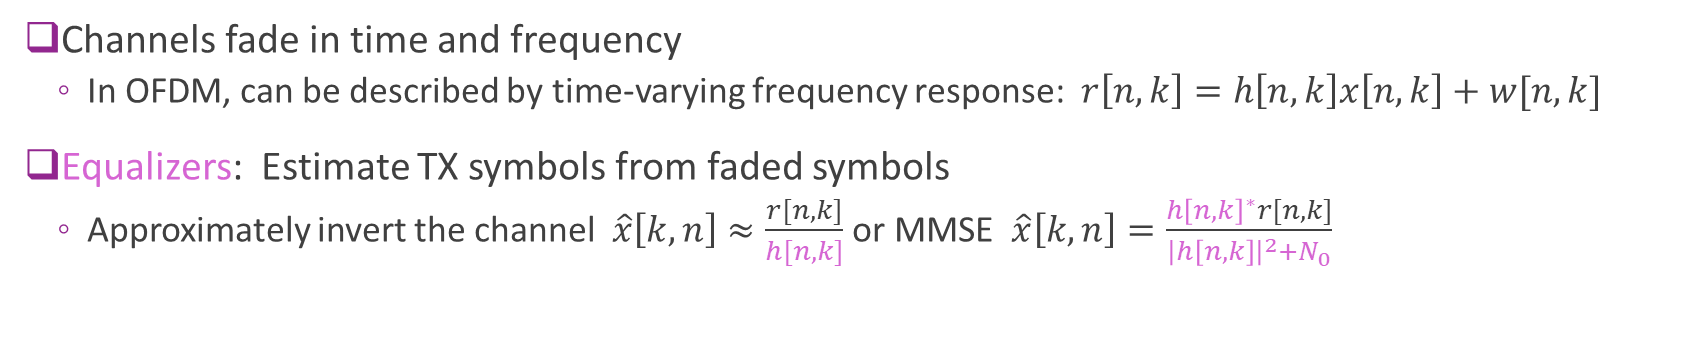 ❑Channels fade in time and frequency
◦ In OFDM, can be described by time-varying frequency response: r[n, k] = h[n, k]x[n, k] + w[n, k]
❑Equalizers: Estimate TX symbols from faded symbols
◦ Approximately invert the channel x̂[k, n] ≈ r[n,k]/h[n,k] or MMSE x̂[k, n] = h[n,k]*r[n,k]/|h[n,k]|²+N₀